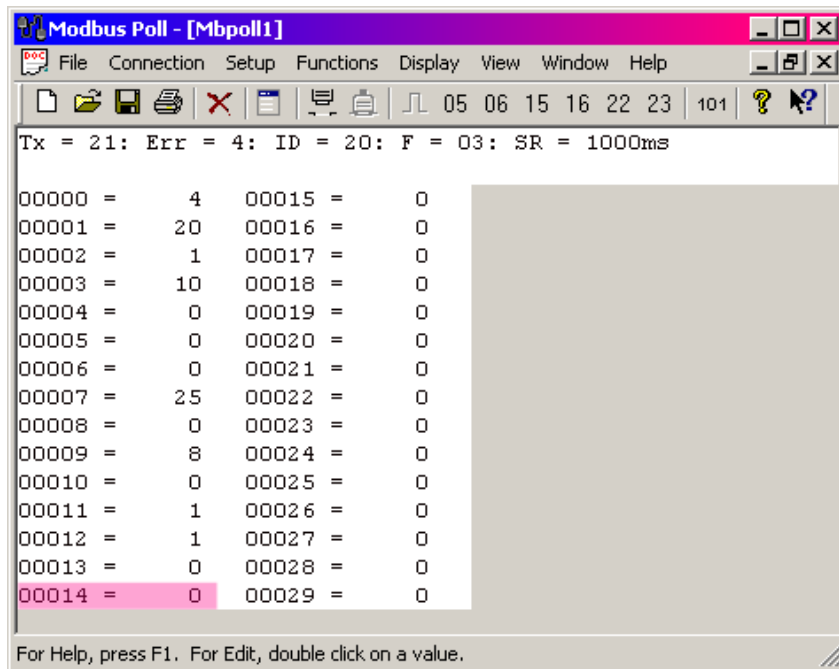 Modbus Poll - [Mbpoll1]
DOC File Connection Setup Functions Display View Window Help
05 06 15 16 22 23 101
Tx = 21: Err = 4: ID = 20: F = 03: SR = 1000ms
00000 = 4 00015 = 0
00001 = 20 00016 = 0
00002 = 1 00017 = 0
00003 = 10 00018 = 0
00004 = 0 00019 = 0
00005 = 0 00020 = 0
00006 = 0 00021 = 0
00007 = 25 00022 = 0
00008 = 0 00023 = 0
00009 = 8 00024 = 0
00010 = 0 00025 = 0
00011 = 1 00026 = 0
00012 = 1 00027 = 0
00013 = 0 00028 = 0
00014 = 0 00029 = 0
For Help, press F1. For Edit, double click on a value.